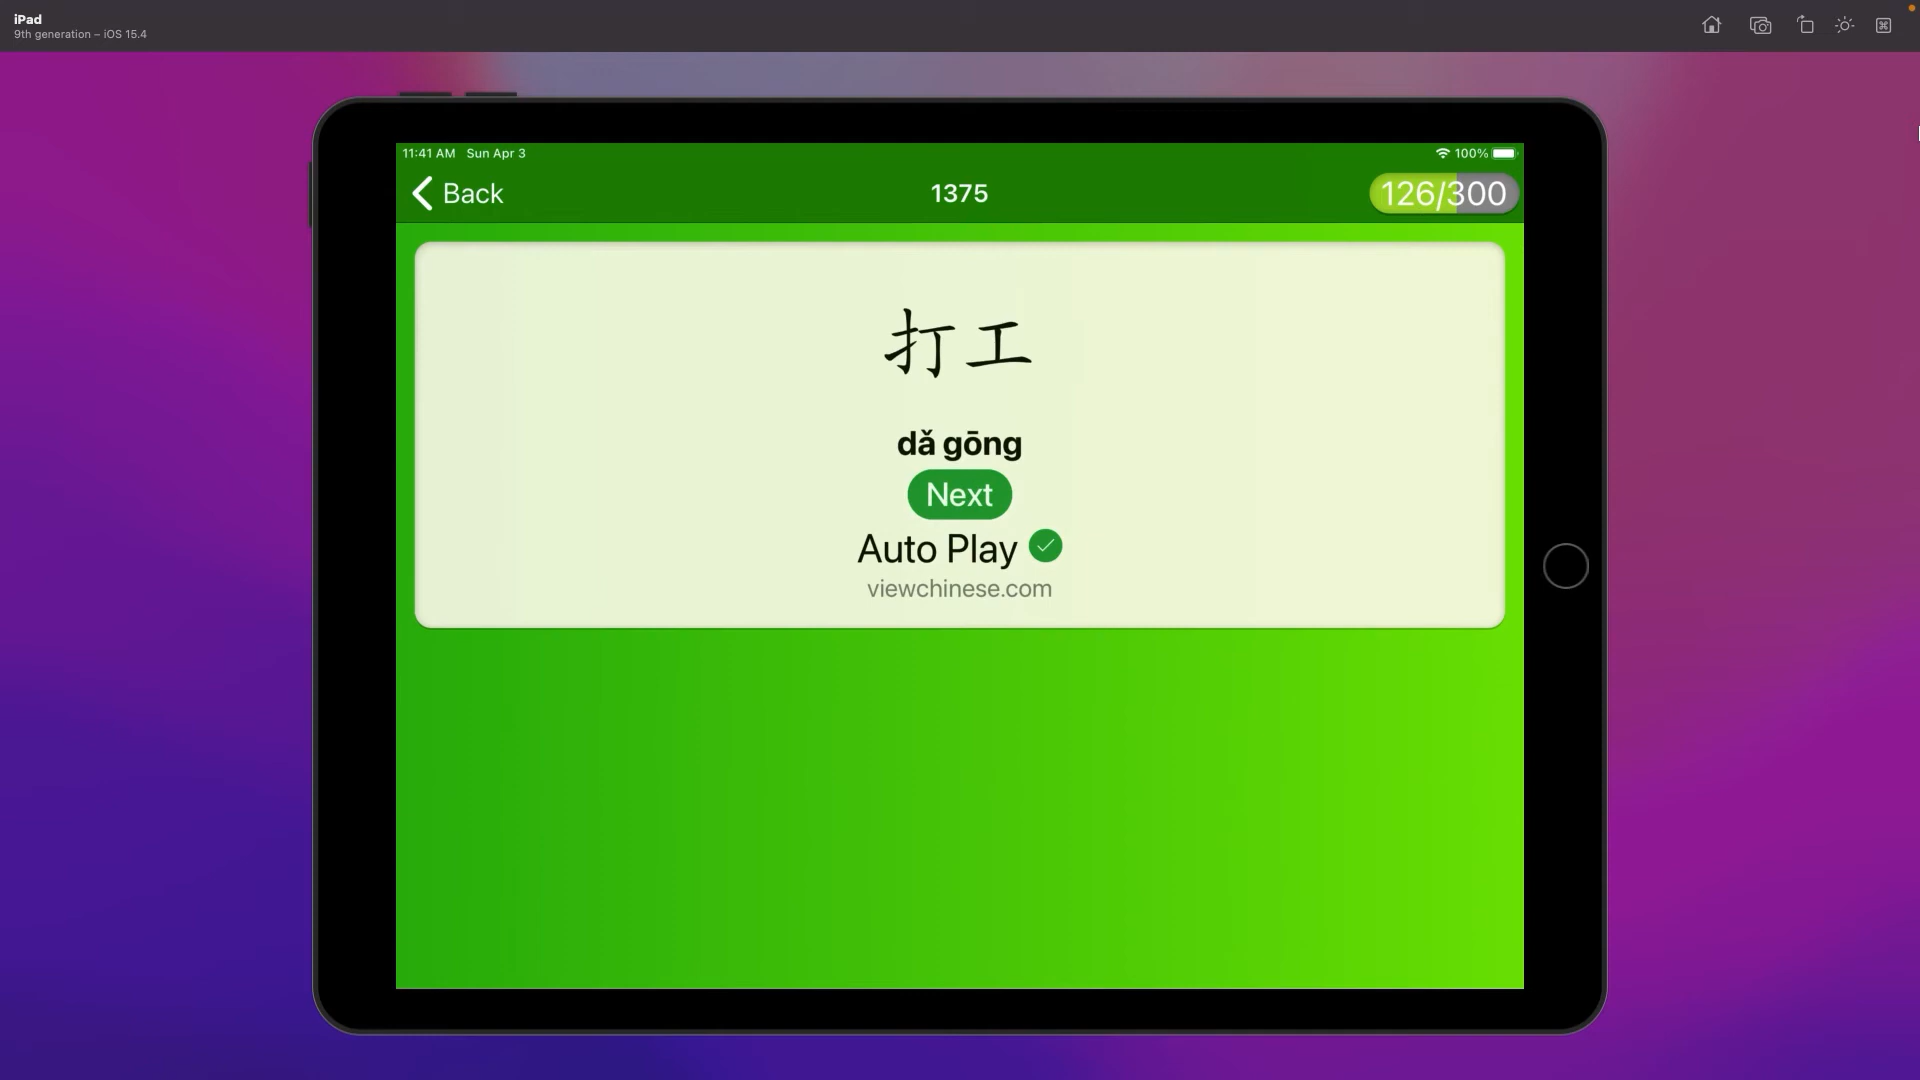 iPad
9th generation – iOS 15.4
11:41 AM Sun Apr 3
100%
Back
1375
126/300
打工
dǎ gōng
Next
Auto Play
viewchinese.com